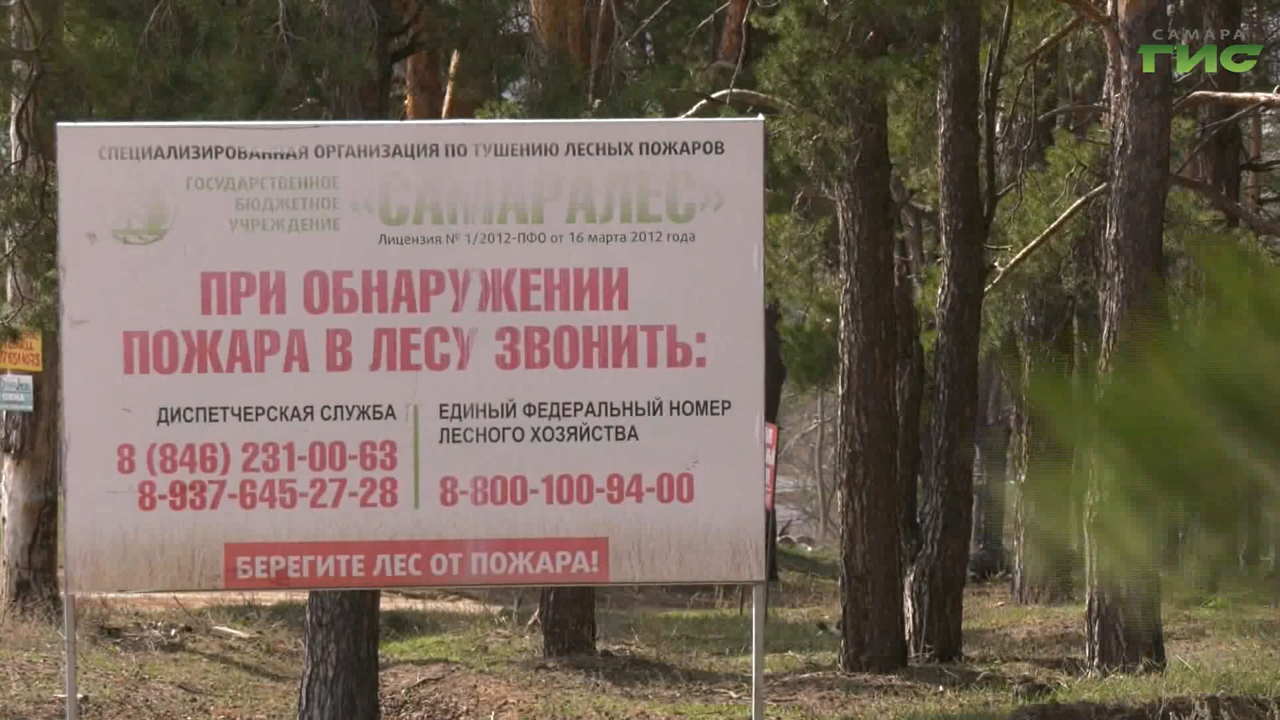 САМАРА
ГИС
СПЕЦИАЛИЗИРОВАННАЯ ОРГАНИЗАЦИЯ ПО ТУШЕНИЮ ЛЕСНЫХ ПОЖАРОВ
ГОСУДАРСТВЕННОЕ
БЮДЖЕТНОЕ
УЧРЕЖДЕНИЕ
«САМАРАЛЕС»
Лицензия № 1/2012-ПФО от 16 марта 2012 года
ПРИ ОБНАРУЖЕНИИ
ПОЖАРА В ЛЕСУ ЗВОНИТЬ:
ДИСПЕТЧЕРСКАЯ СЛУЖБА
8 (846) 231-00-63
8-937-645-27-28
ЕДИНЫЙ ФЕДЕРАЛЬНЫЙ НОМЕР
ЛЕСНОГО ХОЗЯЙСТВА
8-800-100-94-00
БЕРЕГИТЕ ЛЕС ОТ ПОЖАРА!